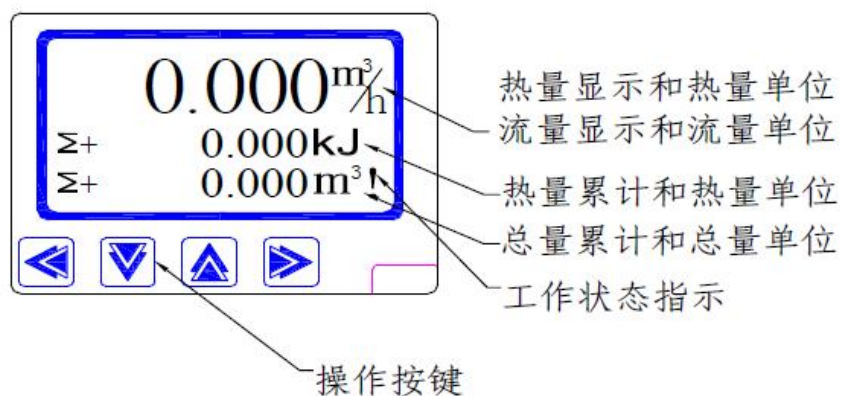 0.000m³/h
Σ+ 0.000kJ
Σ+ 0.000m³ !
热量显示和热量单位
流量显示和流量单位
热量累计和热量单位
总量累计和总量单位
工作状态指示
操作按键